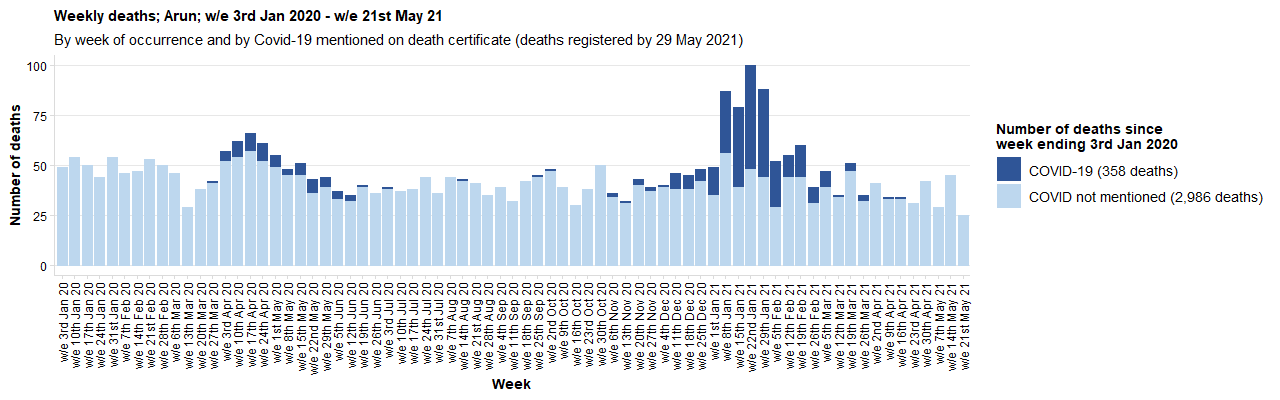 Weekly deaths; Arun; w/e 3rd Jan 2020 - w/e 21st May 21
By week of occurrence and by Covid-19 mentioned on death certificate (deaths registered by 29 May 2021)
Number of deaths
100
75
50
25
0
w/e 3rd Jan 20
w/e 10th Jan 20
w/e 17th Jan 20
w/e 24th Jan 20
w/e 31st Jan 20
w/e 7th Feb 20
w/e 14th Feb 20
w/e 21st Feb 20
w/e 28th Feb 20
w/e 6th Mar 20
w/e 13th Mar 20
w/e 20th Mar 20
w/e 27th Mar 20
w/e 3rd Apr 20
w/e 10th Apr 20
w/e 17th Apr 20
w/e 24th Apr 20
w/e 1st May 20
w/e 8th May 20
w/e 15th May 20
w/e 22nd May 20
w/e 29th May 20
w/e 5th Jun 20
w/e 12th Jun 20
w/e 19th Jun 20
w/e 26th Jun 20
w/e 3rd Jul 20
w/e 10th Jul 20
w/e 17th Jul 20
w/e 24th Jul 20
w/e 31st Jul 20
w/e 7th Aug 20
w/e 14th Aug 20
w/e 21st Aug 20
w/e 28th Aug 20
w/e 4th Sep 20
w/e 11th Sep 20
w/e 18th Sep 20
w/e 25th Sep 20
w/e 2nd Oct 20
w/e 9th Oct 20
w/e 16th Oct 20
w/e 23rd Oct 20
w/e 30th Oct 20
w/e 6th Nov 20
w/e 13th Nov 20
w/e 20th Nov 20
w/e 27th Nov 20
w/e 4th Dec 20
w/e 11th Dec 20
w/e 18th Dec 20
w/e 25th Dec 20
w/e 1st Jan 21
w/e 8th Jan 21
w/e 15th Jan 21
w/e 22nd Jan 21
w/e 29th Jan 21
w/e 5th Feb 21
w/e 12th Feb 21
w/e 19th Feb 21
w/e 26th Feb 21
w/e 5th Mar 21
w/e 12th Mar 21
w/e 19th Mar 21
w/e 26th Mar 21
w/e 2nd Apr 21
w/e 9th Apr 21
w/e 16th Apr 21
w/e 23rd Apr 21
w/e 30th Apr 21
w/e 7th May 21
w/e 14th May 21
w/e 21st May 21
Week
Number of deaths since
week ending 3rd Jan 2020
COVID-19 (358 deaths)
COVID not mentioned (2,986 deaths)